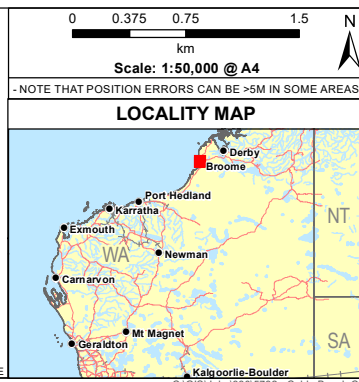 0 0.375 0.75 1.5
km
N
Scale: 1:50,000 @ A4
- NOTE THAT POSITION ERRORS CAN BE >5M IN SOME AREAS
LOCALITY MAP
Derby
Broome
Port Hedland
Karratha
NT
Exmouth
WA
Newman
Carnarvon
Mt Magnet
SA
Geraldton
Kalgoorlie-Boulder